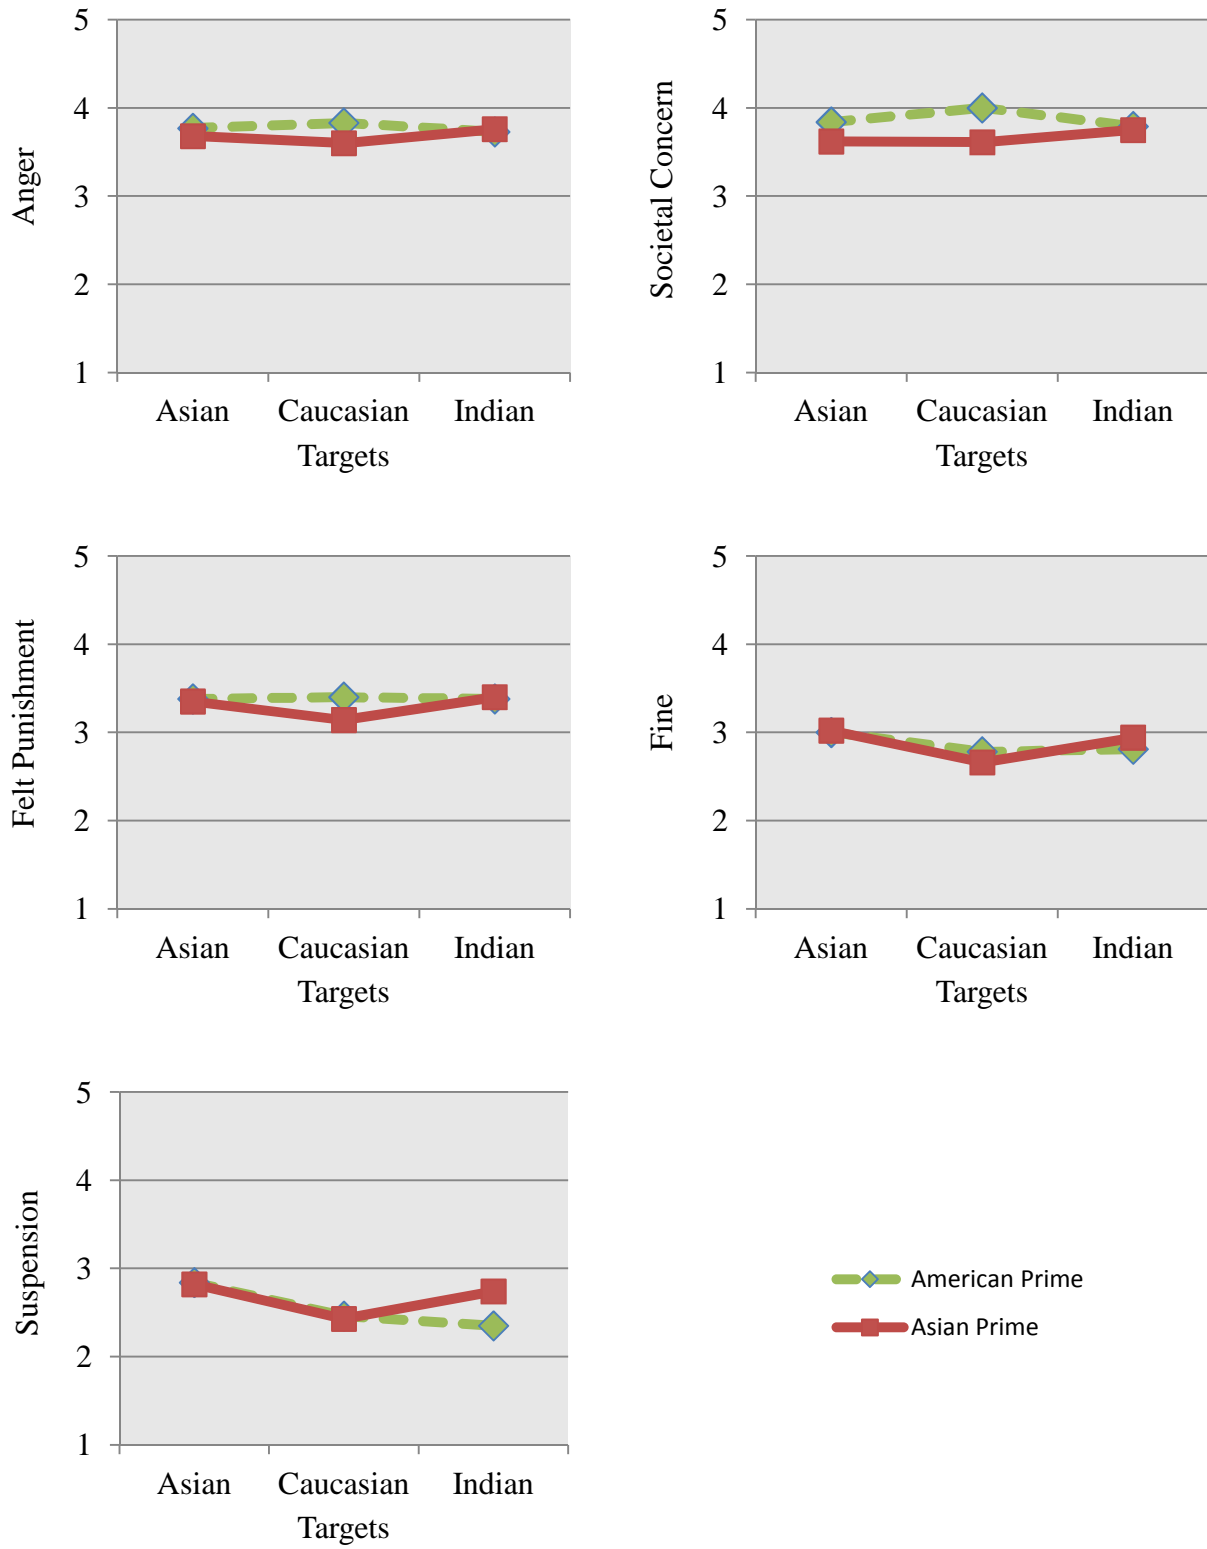 Anger
5
4
3
2
1
Asian Caucasian Indian
Targets
Societal Concern
5
4
3
2
1
Asian Caucasian Indian
Targets
Felt Punishment
5
4
3
2
1
Asian Caucasian Indian
Targets
Fine
5
4
3
2
1
Asian Caucasian Indian
Targets
Suspension
5
4
3
2
1
Asian Caucasian Indian
Targets
American Prime
Asian Prime